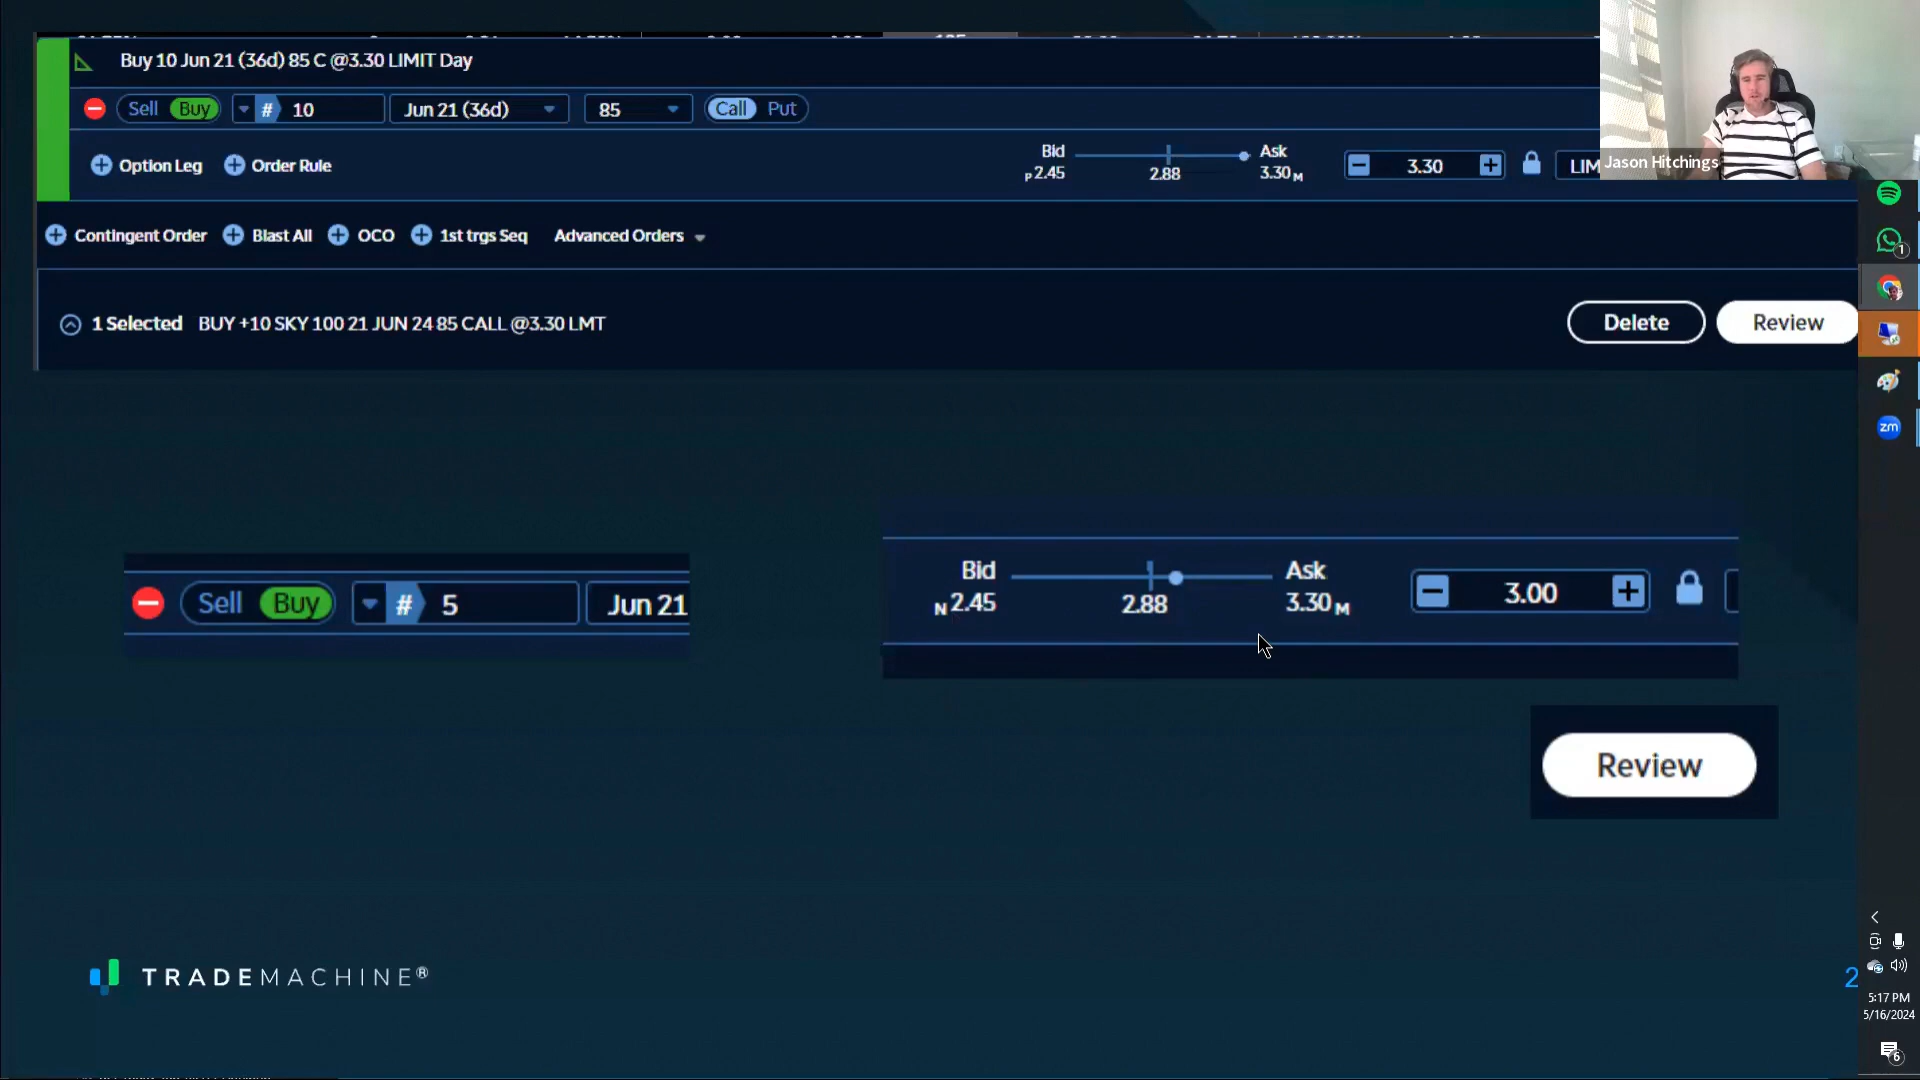 Buy 10 Jun 21 (36d) 85 C @3.30 LIMIT Day
Sell Buy # 10 Jun 21 (36d) 85 Call Put
Option Leg Order Rule
Bid Ask
P 2.45 2.88 3.30 M
3.30
LIM
Jason Hitchings
Contingent Order Blast All OCO 1st trgs Seq Advanced Orders
1 Selected BUY +10 SKY 100 21 JUN 24 85 CALL @3.30 LMT
Delete Review
1
zm
Sell Buy # 5 Jun 21
Bid Ask
N 2.45 2.88 3.30 M
3.00
Review
TRADEMACHINE®
2
5:17 PM
5/16/2024
6